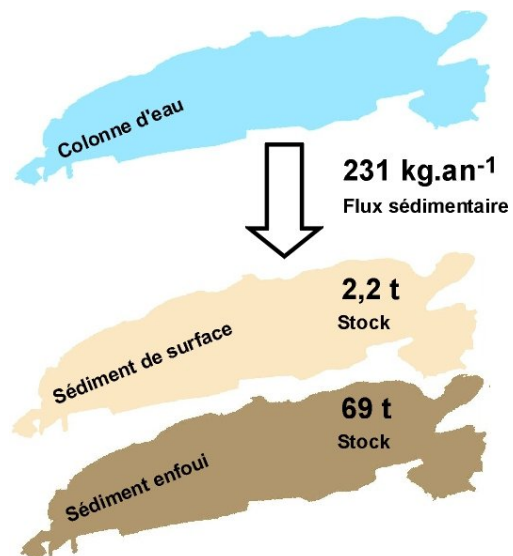 Colonne d'eau
231 kg.an-1
Flux sédimentaire
2,2 t
Stock
Sédiment de surface
69 t
Stock
Sédiment enfoui